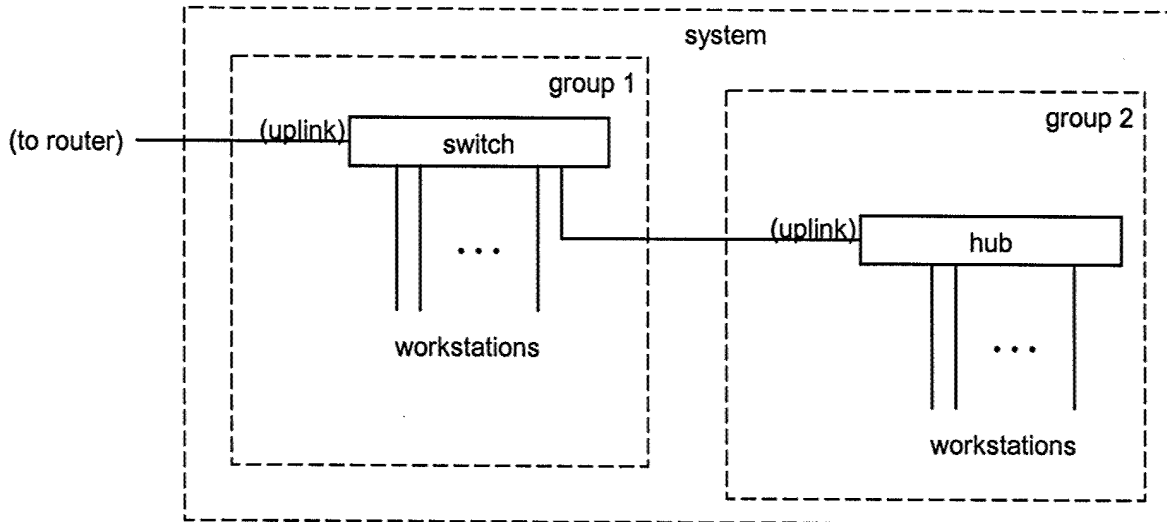 system
group 1
group 2
(to router)
(uplink)
switch
(uplink)
hub
...
workstations
...
workstations